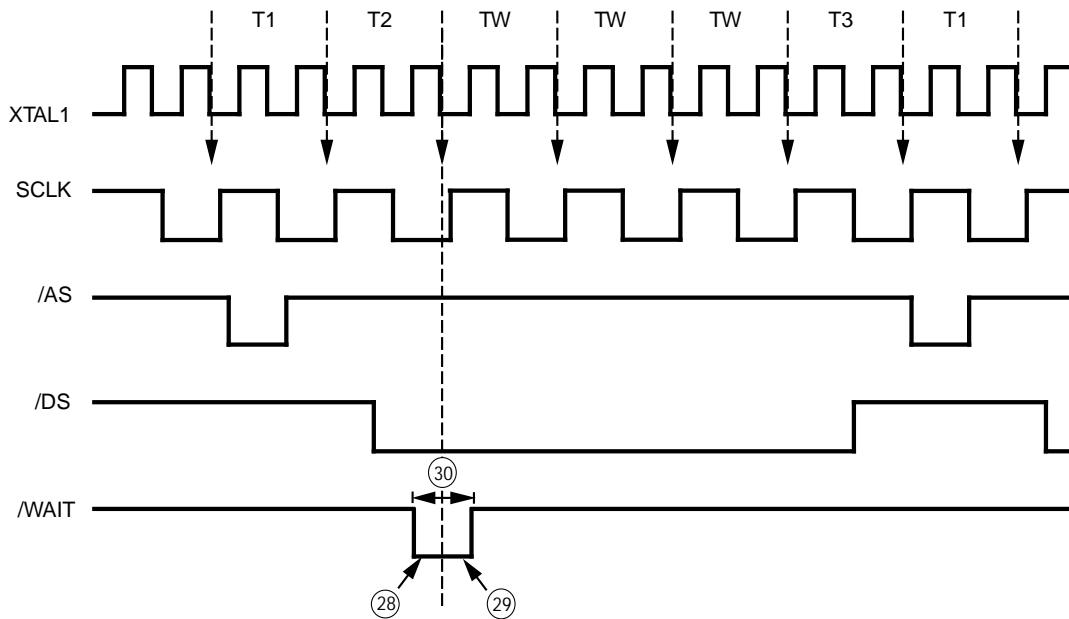 T1 T2 TW TW TW T3 T1
XTAL1
SCLK
/AS
/DS
30
/WAIT
28 29